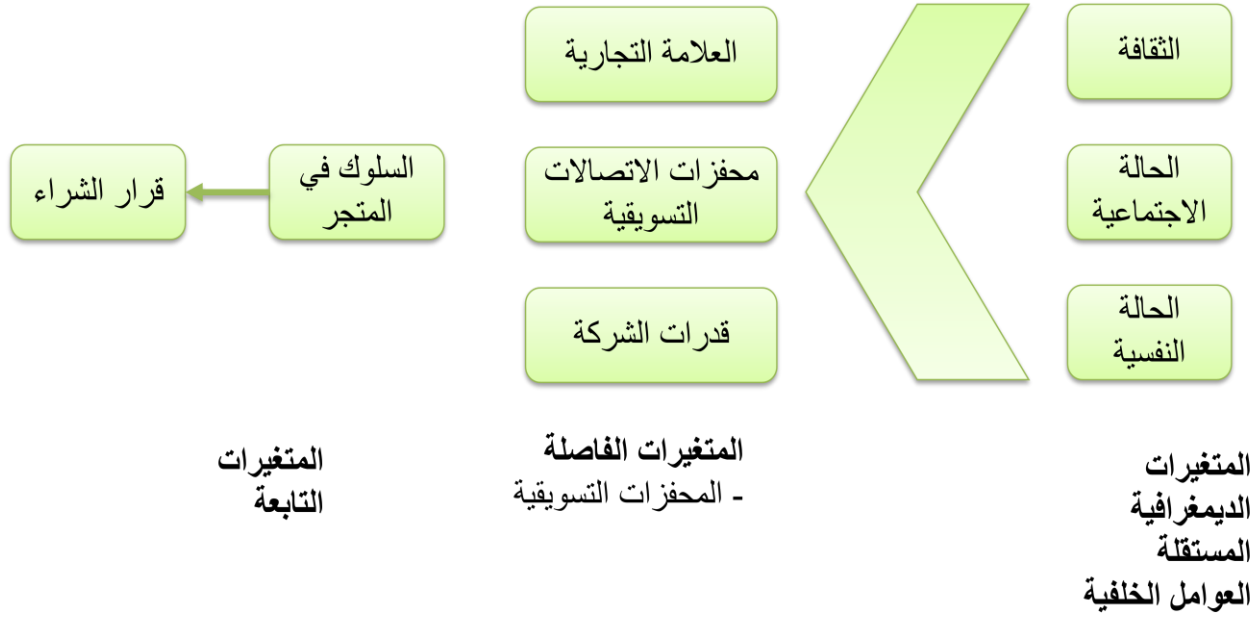 الثقافة
الحالة
الاجتماعية
الحالة
النفسية
العلامة التجارية
محفزات الاتصالات
التسويقية
قدرات الشركة
السلوك في
المتجر
قرار الشراء
المتغيرات
الديمغرافية
المستقلة
العوامل الخلفية
المتغيرات الفاصلة
- المحفزات التسويقية
المتغيرات
التابعة